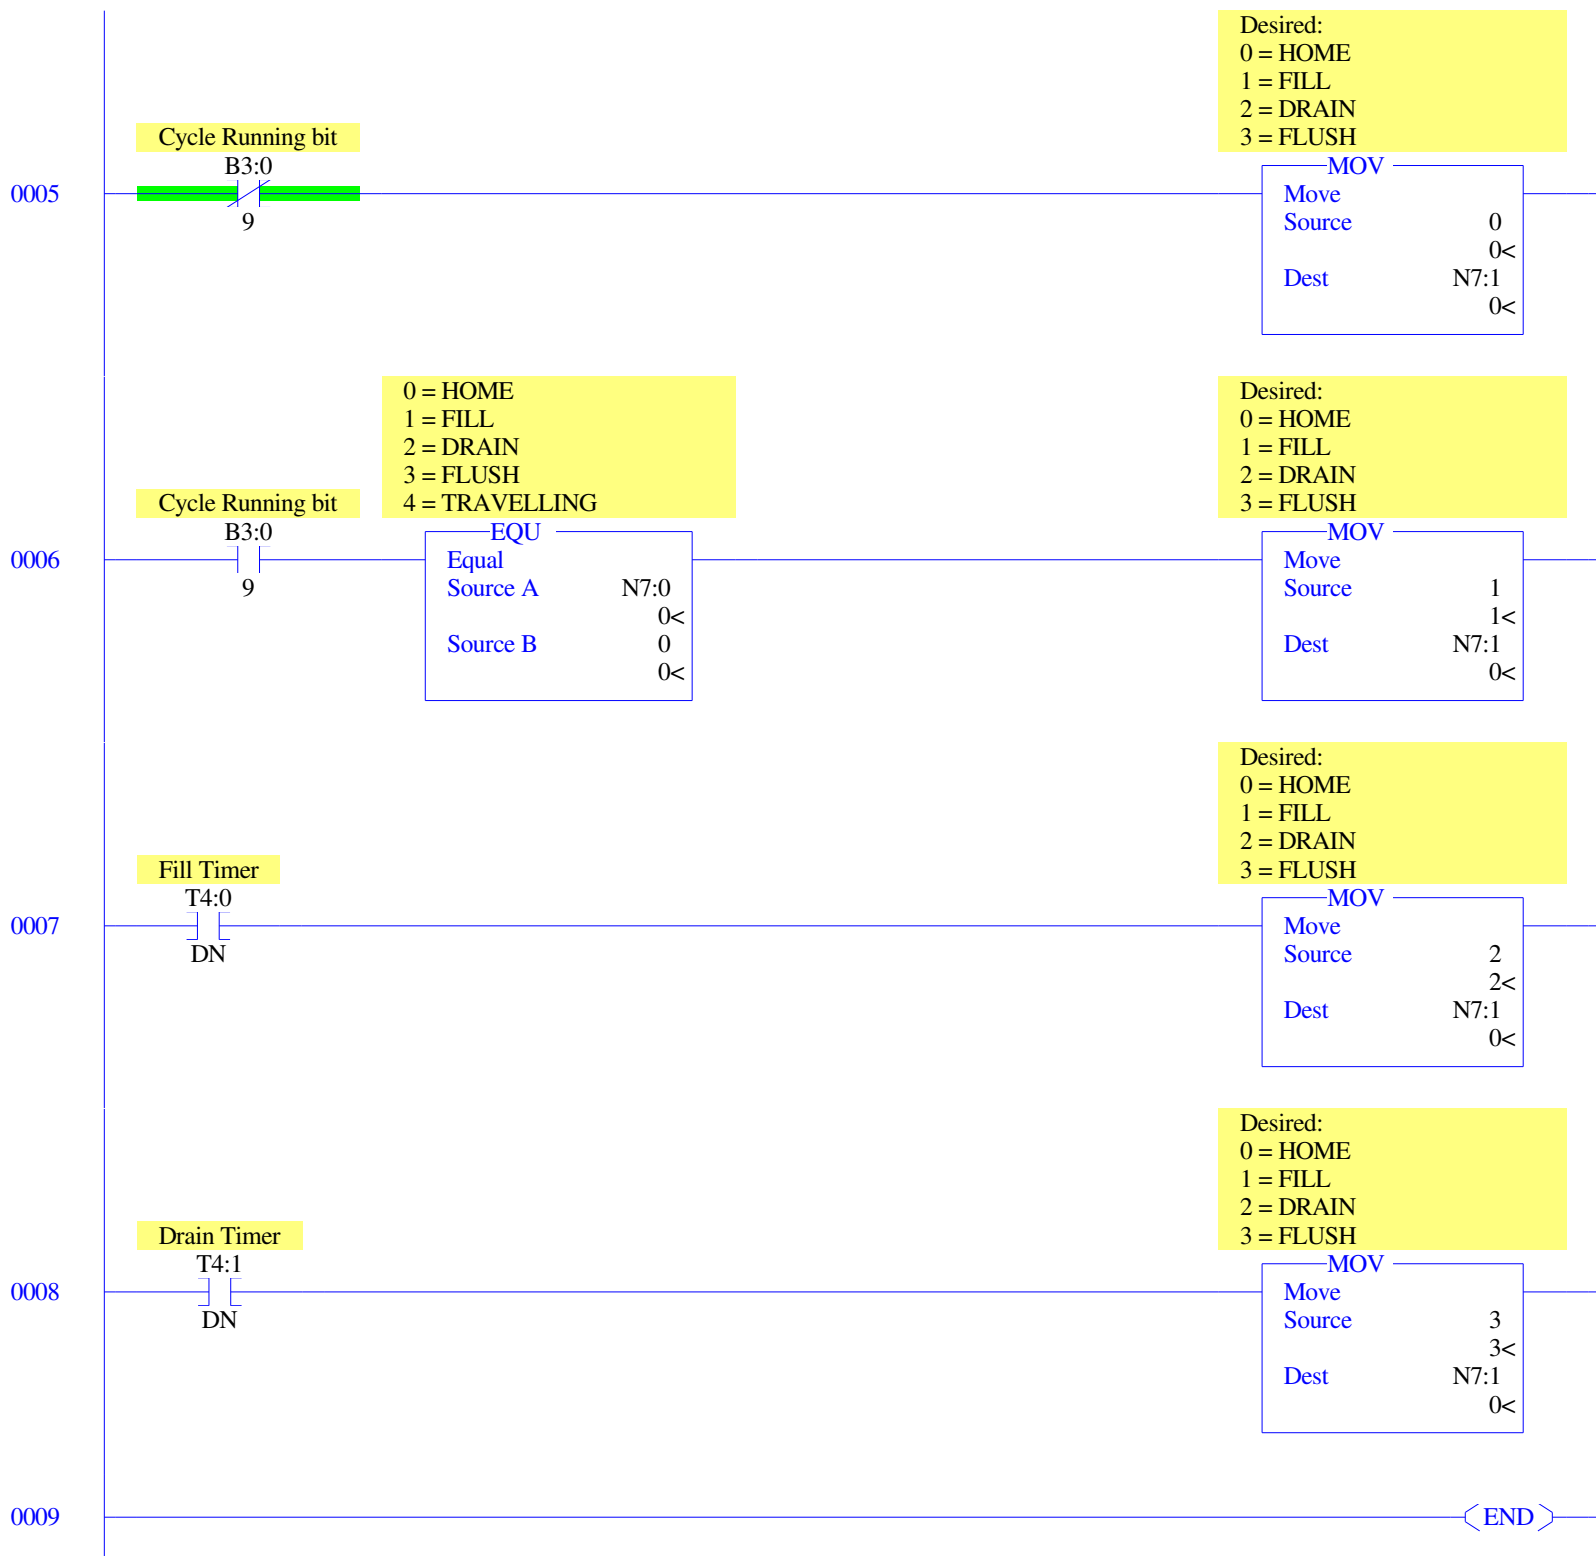 Desired:
0 = HOME
1 = FILL
2 = DRAIN
3 = FLUSH
Cycle Running bit
B3:0
MOV
0005
Move
9
Source 0
0<
Dest N7:1
0<
0 = HOME
1 = FILL
2 = DRAIN
3 = FLUSH
4 = TRAVELLING
Desired:
0 = HOME
1 = FILL
2 = DRAIN
3 = FLUSH
Cycle Running bit
B3:0
EQU
MOV
0006
Equal
Move
9
Source A N7:0
0<
Source B 0
0<
Source 1
1<
Dest N7:1
0<
Desired:
0 = HOME
1 = FILL
2 = DRAIN
3 = FLUSH
Fill Timer
T4:0
MOV
0007
Move
DN
Source 2
2<
Dest N7:1
0<
Desired:
0 = HOME
1 = FILL
2 = DRAIN
3 = FLUSH
Drain Timer
T4:1
MOV
0008
Move
DN
Source 3
3<
Dest N7:1
0<
0009
END